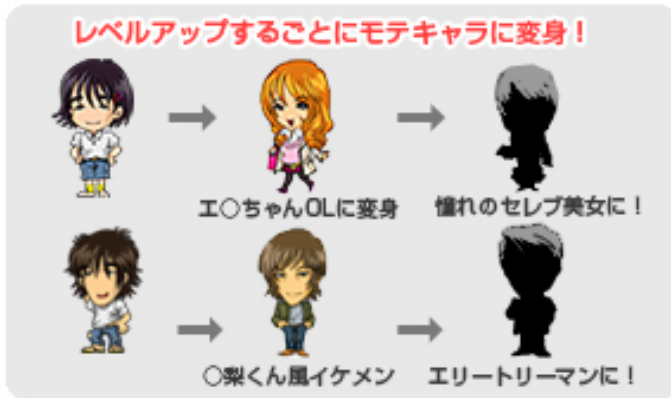 レベルアップするごとにモテキャラに変身！
エ〇ちゃんOLに変身
憧れのセレブ美女に！
〇梨くん風イケメン
エリートリーマンに！